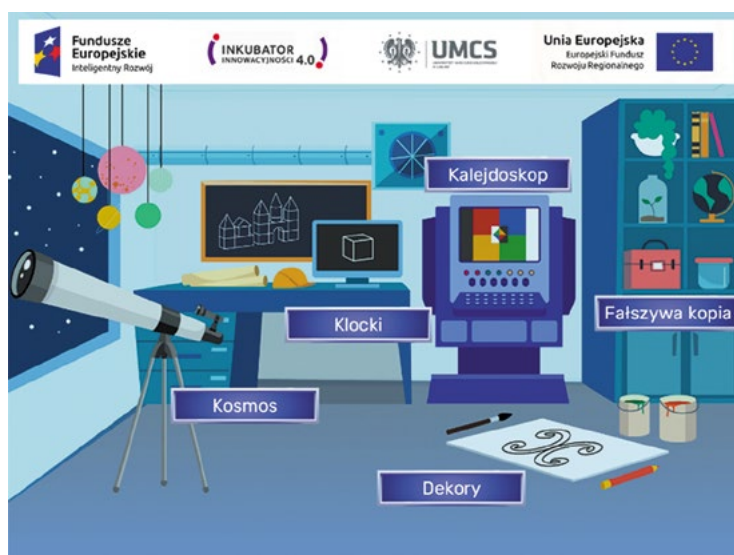 Fundusze
Europejskie
Inteligentny Rozwój
INKUBATOR
INNOWACYJNOŚCI 4.0
UMCS
Unia Europejska
Europejski Fundusz
Rozwoju Regionalnego
Kalejdoskop
Klocki
Fałszywa kopia
Kosmos
Dekory